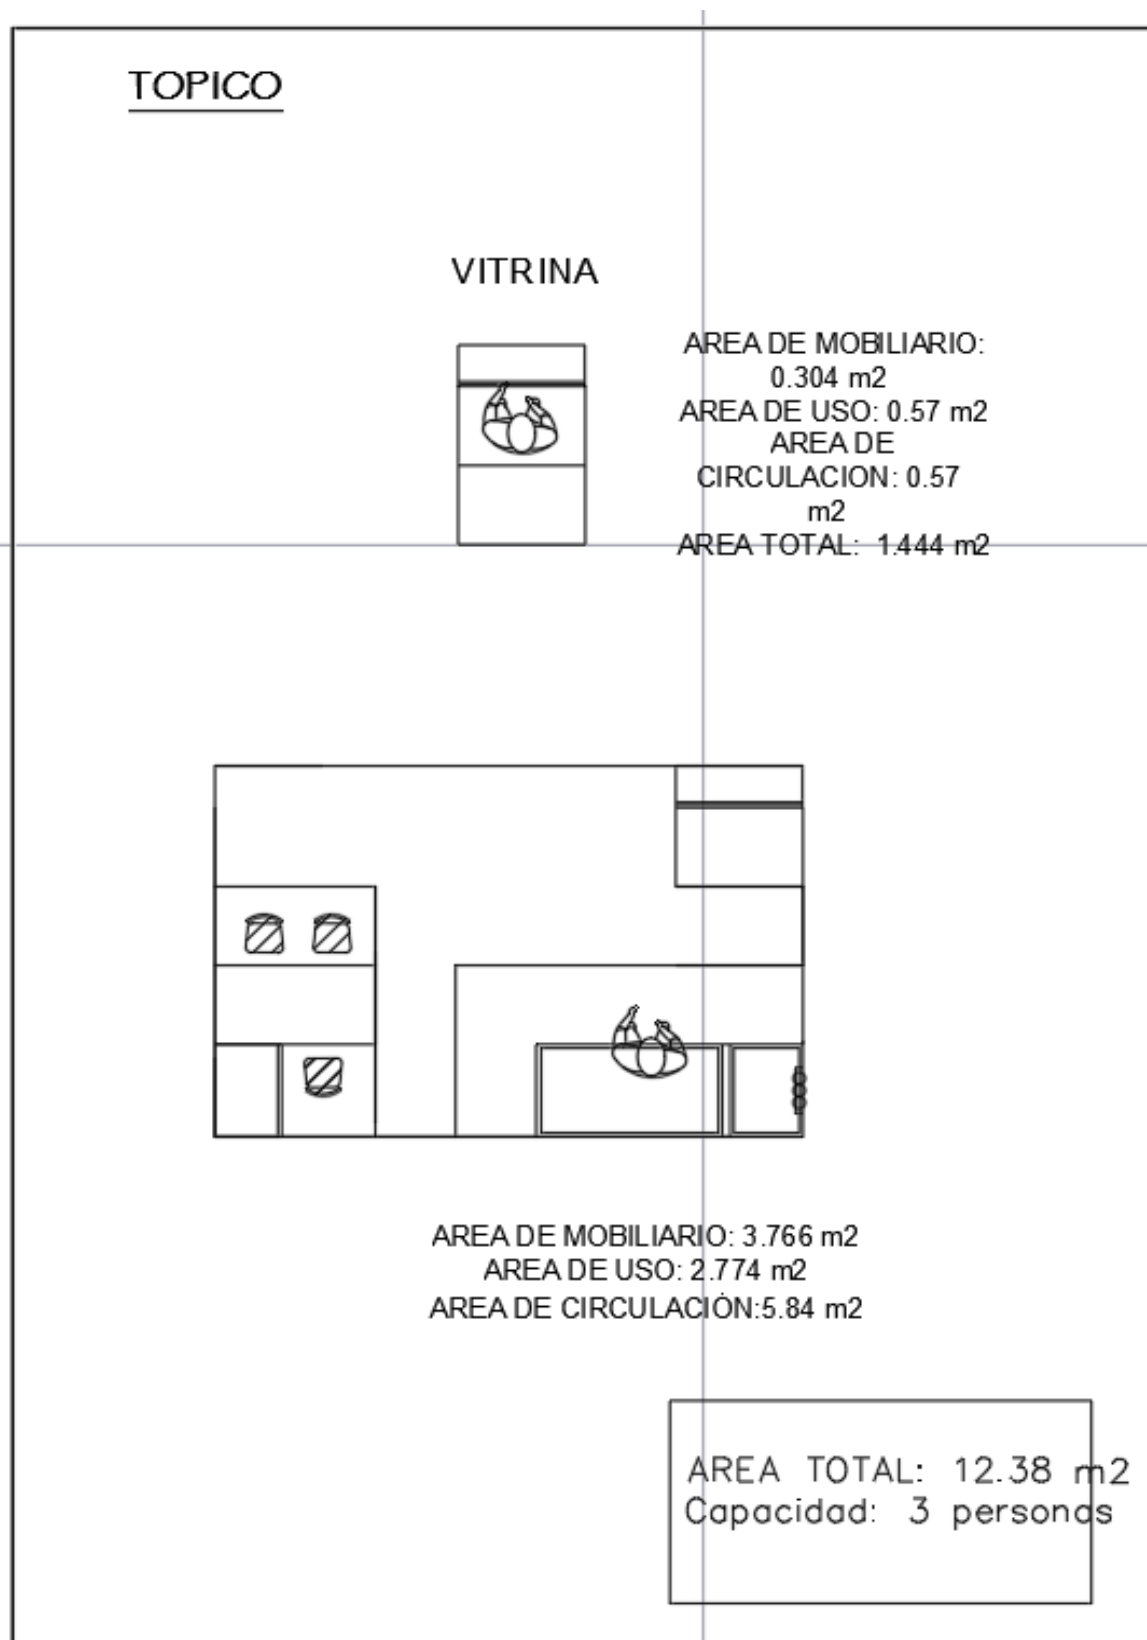 TOPICO
VITRINA
AREA DE MOBILIARIO:
0.304 m2
AREA DE USO: 0.57 m2
AREA DE
CIRCULACION: 0.57
m2
AREA TOTAL: 1.444 m2
AREA DE MOBILIARIO: 3.766 m2
AREA DE USO: 2.774 m2
AREA DE CIRCULACIÓN:5.84 m2
AREA TOTAL: 12.38 m2
Capacidad: 3 personas